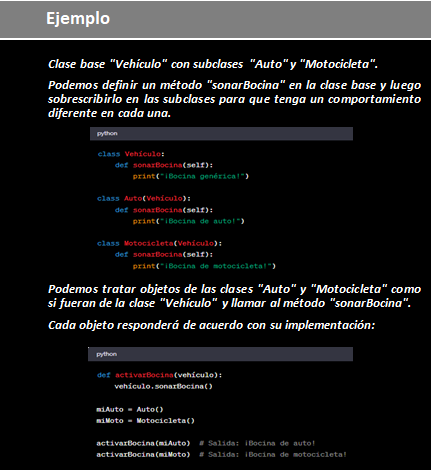 Ejemplo
Clase base "Vehículo" con subclases "Auto" y "Motocicleta".
Podemos definir un método "sonarBocina" en la clase base y luego
sobrescribirlo en las subclases para que tenga un comportamiento
diferente en cada una.
python
class Vehículo:
    def sonarBocina(self):
        print("¡Bocina genérica!")
class Auto(Vehículo):
    def sonarBocina(self):
        print("¡Bocina de auto!")
class Motocicleta(Vehículo):
    def sonarBocina(self):
        print("¡Bocina de motocicleta!")
Podemos tratar objetos de las clases "Auto" y "Motocicleta" como
si fueran de la clase "Vehículo" y llamar al método "sonarBocina".
Cada objeto responderá de acuerdo con su implementación:
python
def activarBocina(vehículo):
    vehículo.sonarBocina()
miAuto = Auto()
miMoto = Motocicleta()
activarBocina(miAuto)  # Salida: ¡Bocina de auto!
activarBocina(miMoto)  # Salida: ¡Bocina de motocicleta!